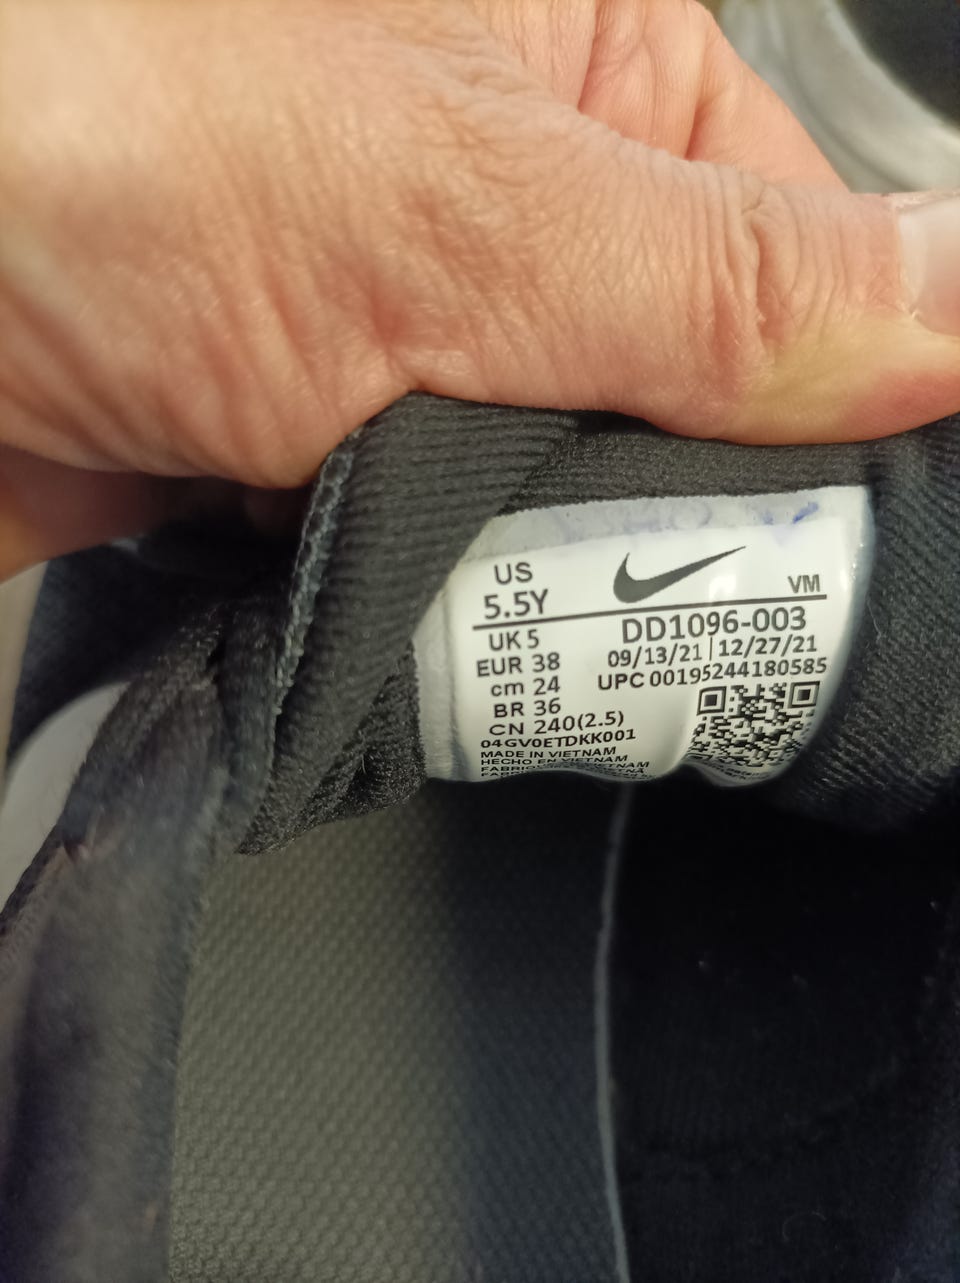 US
5.5Y
VM
UK 5
DD1096-003
EUR 38
09/13/21 | 12/27/21
cm 24
UPC 00195244180585
BR 36
CN 240(2.5)
04GV0ETDKK001
MADE IN VIETNAM
HECHO EN VIETNAM